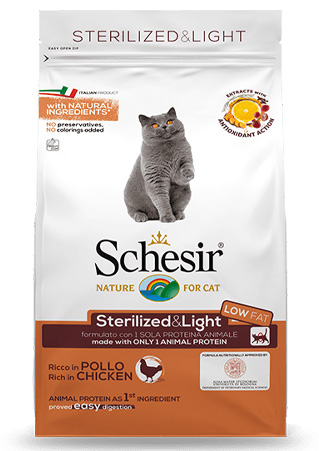 STERILIZED&LIGHT
EASY OPEN ZIP
ITALIAN PRODUCT
with NATURAL
INGREDIENTS*
NO preservatives,
NO colorings added
EXTRACTS WITH
ANTIOXIDANT ACTION
Schesir®
NATURE FOR CAT
LOW FAT
Sterilized&Light
formulato con 1 SOLA PROTEINA ANIMALE
made with ONLY 1 ANIMAL PROTEIN
Ricco in POLLO
Rich in CHICKEN
ANIMAL PROTEIN AS 1st INGREDIENT
proved easy digestion
FORMULA NUTRITIONALLY APPROVED BY
ALMA MATER STUDIORUM